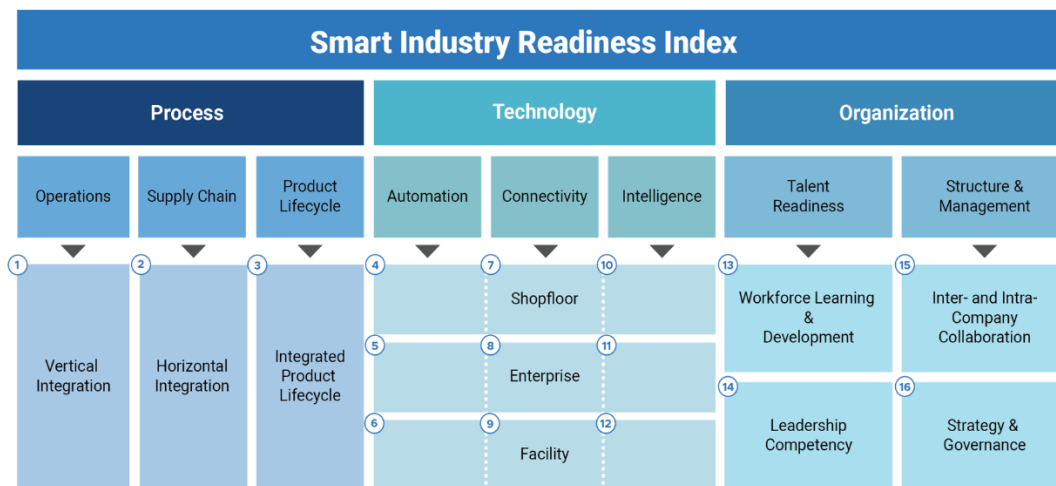 Smart Industry Readiness Index
Process
Technology
Organization
Operations
Supply Chain
Product
Lifecycle
Automation
Connectivity
Intelligence
Talent
Readiness
Structure &
Management
1
2
3
4
7
10
13
15
Vertical
Integration
Horizontal
Integration
Integrated
Product
Lifecycle
Shopfloor
5
8
11
Enterprise
6
9
12
Facility
Workforce Learning
&
Development
Inter- and Intra-
Company
Collaboration
14
16
Leadership
Competency
Strategy &
Governance